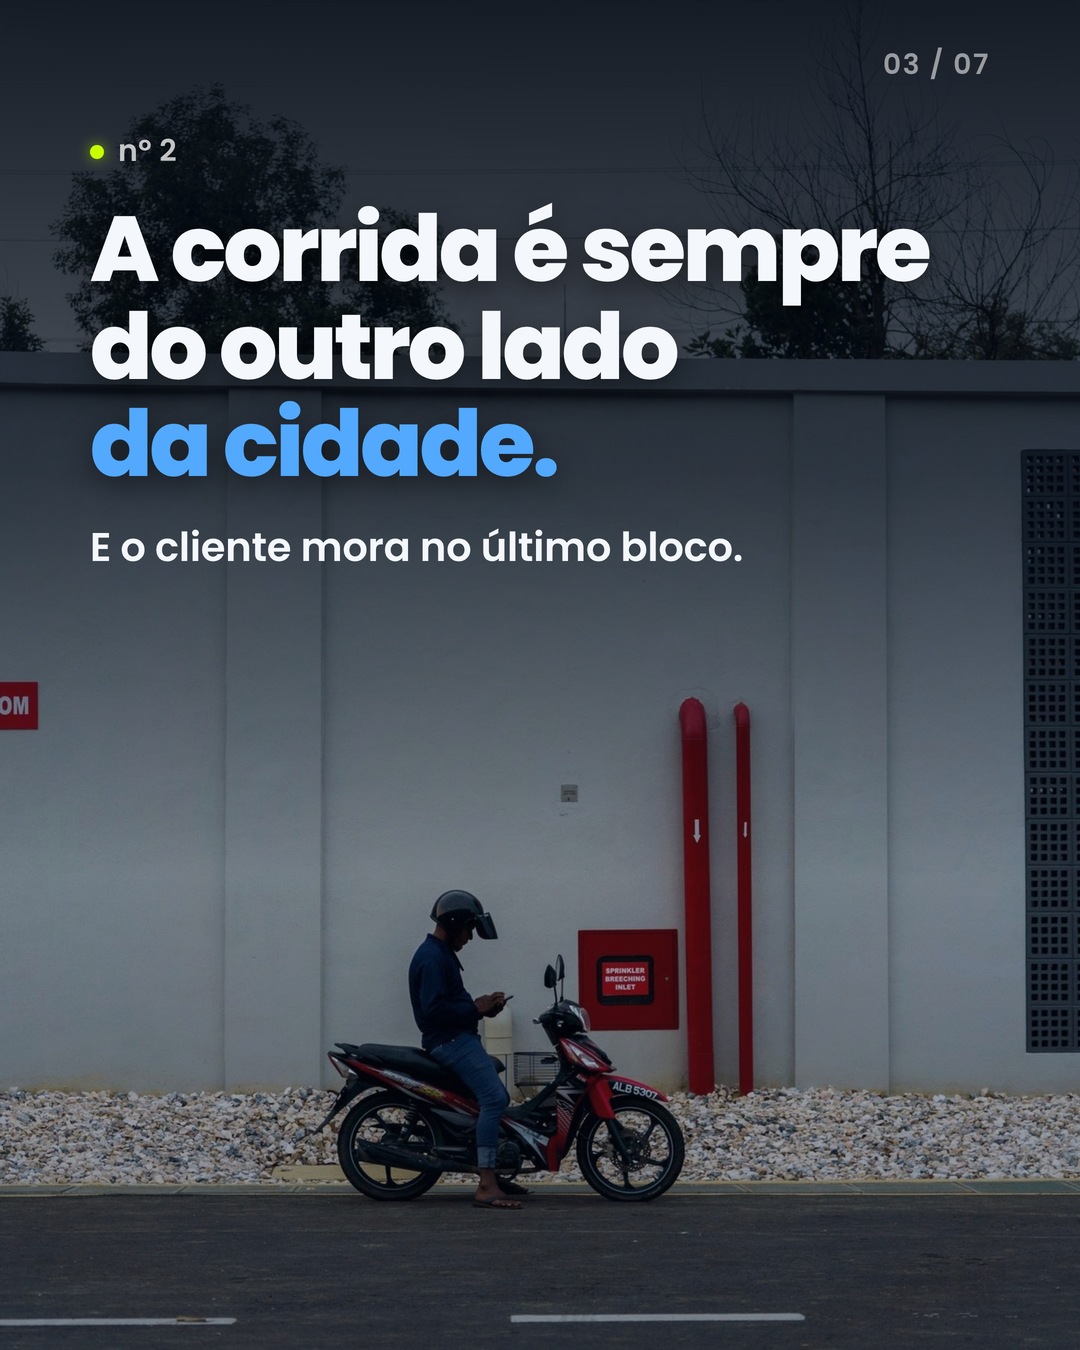 03 / 07
nº 2
A corrida é sempre
do outro lado
da cidade.
E o cliente mora no último bloco.
OM
SPRINKLER
BREECHING
INLET
ALB 5307